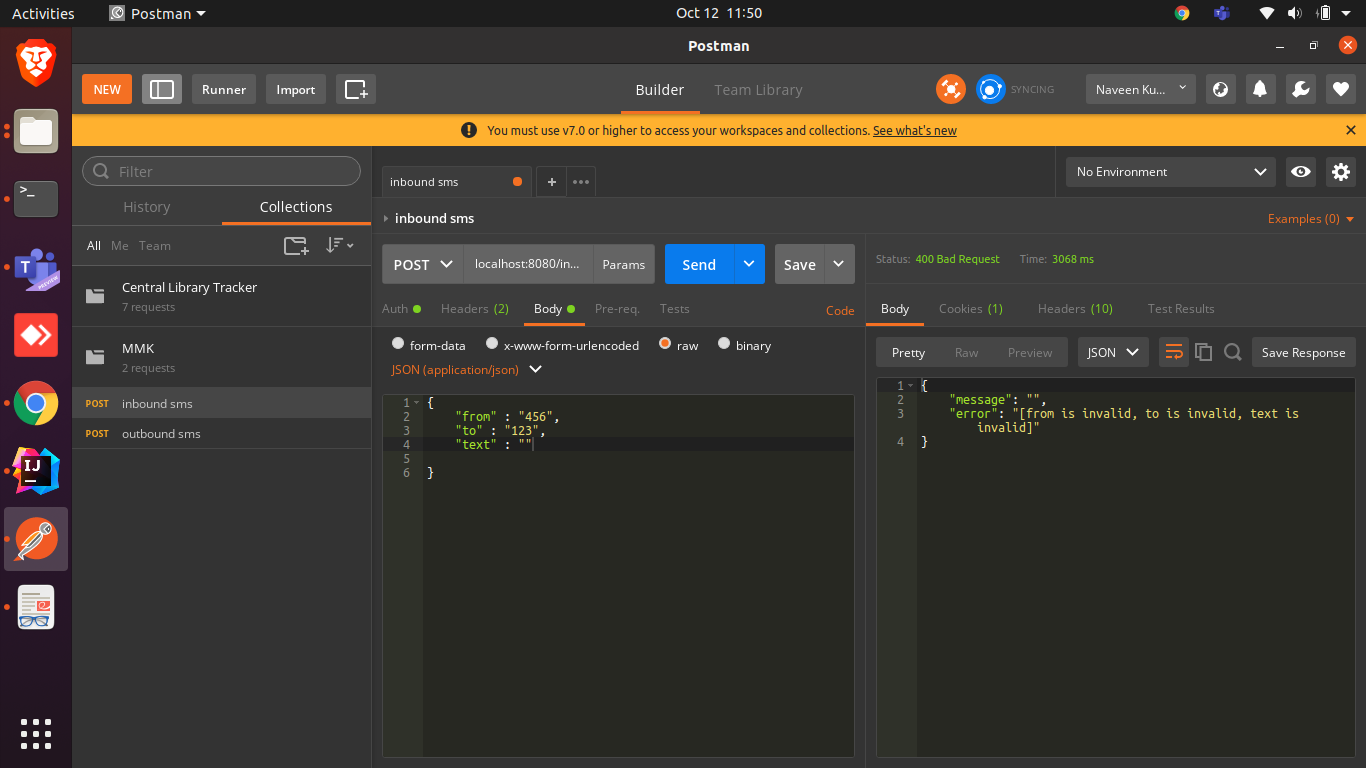 Activities
Postman
Oct 12 11:50
Postman
NEW
Runner
Import
Builder
Team Library
SYNCING
Naveen Ku...
You must use v7.0 or higher to access your workspaces and collections. See what's new
Filter
History
Collections
All Me Team
Central Library Tracker
7 requests
MMK
2 requests
POST inbound sms
POST outbound sms
inbound sms
No Environment
inbound sms
Examples (0)
POST
localhost:8080/in...
Params
Send
Save
Auth
Headers (2)
Body
Pre-req.
Tests
Code
form-data
x-www-form-urlencoded
raw
binary
JSON (application/json)
1 {
2 "from" : "456",
3 "to" : "123",
4 "text" : ""
5
6 }
Status: 400 Bad Request Time: 3068 ms
Body
Cookies (1)
Headers (10)
Test Results
Pretty
Raw
Preview
JSON
Save Response
1 {
2 "message": "",
3 "error": "[from is invalid, to is invalid, text is
invalid]"
4 }
T
PREVIEW
>_
IJ